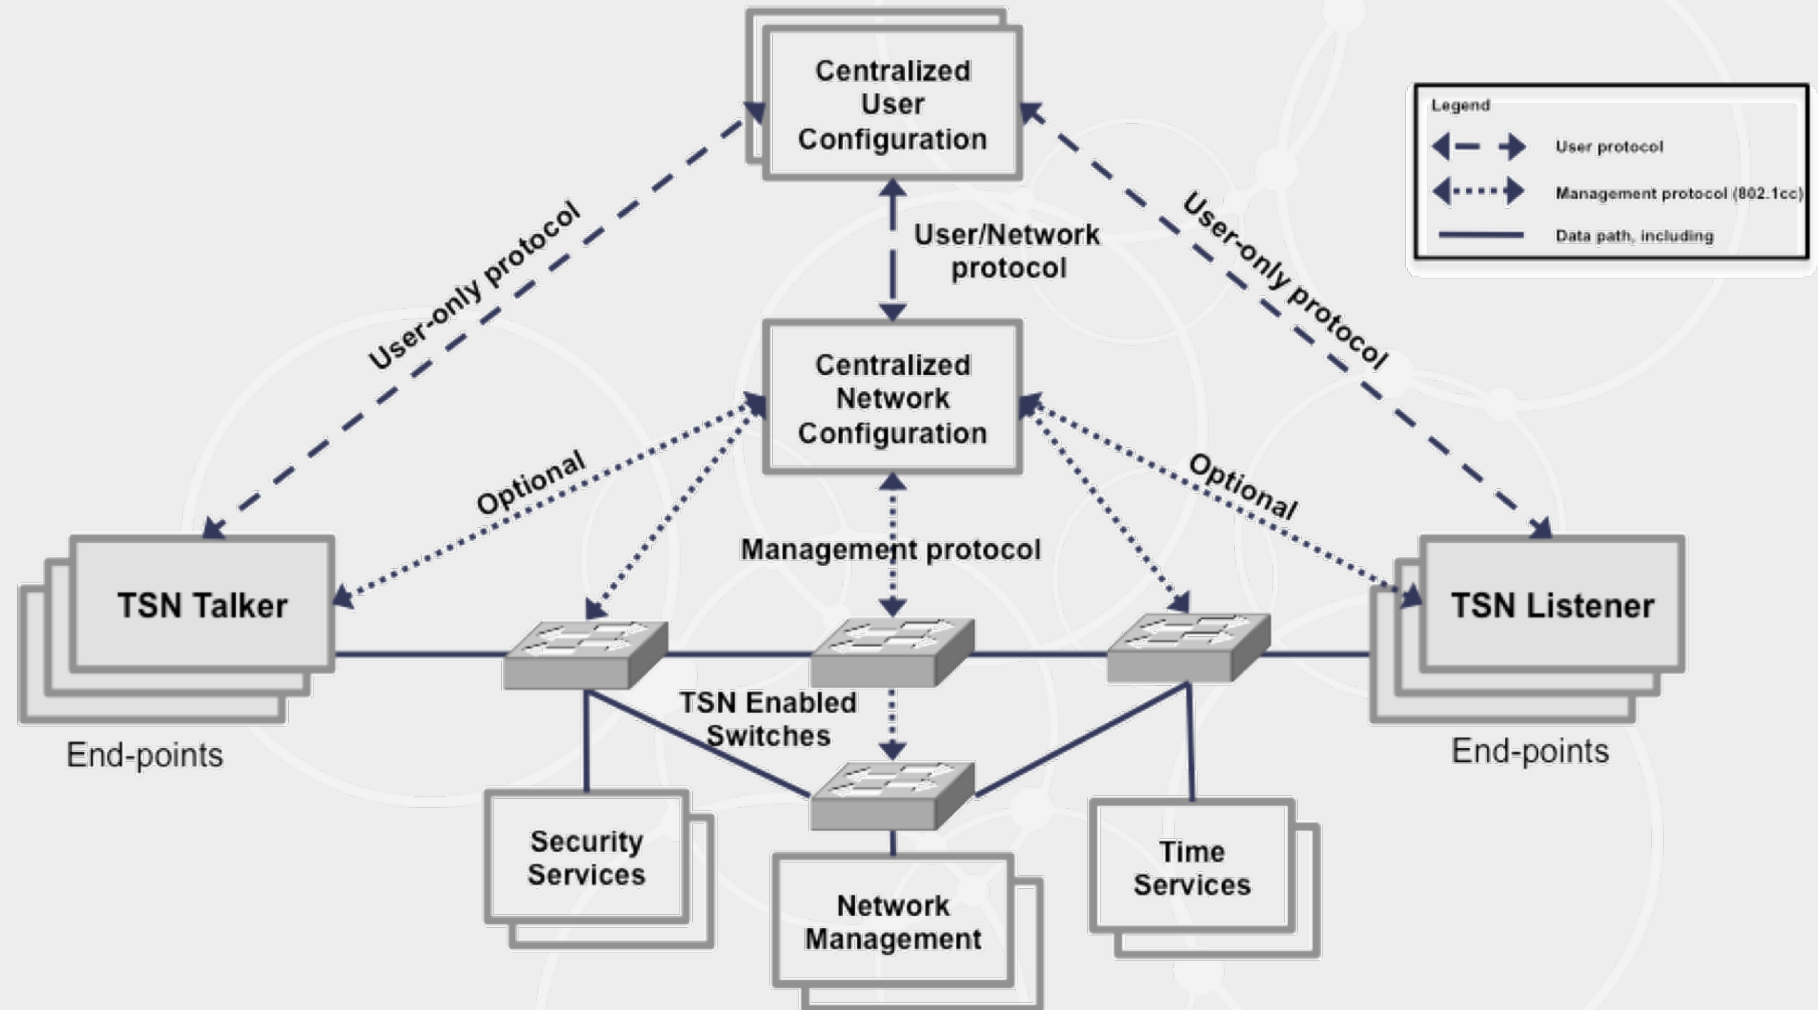 Centralized
User
Configuration
Legend
User protocol
Management protocol (802.1cc)
Data path, including
User-only protocol
User/Network
protocol
User-only protocol
Centralized
Network
Configuration
Optional
Optional
Management protocol
TSN Talker
TSN Listener
TSN Enabled
Switches
End-points
End-points
Security
Services
Time
Services
Network
Management